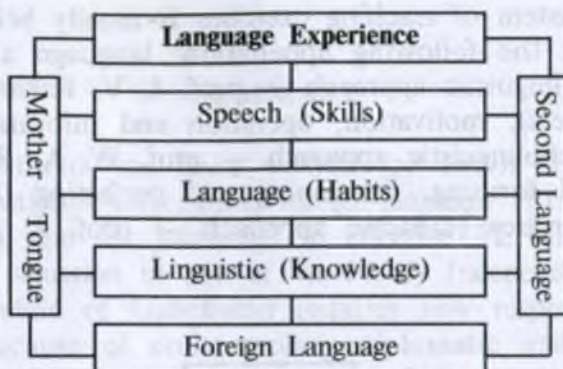 Language Experience
Mother Tongue
Speech (Skills)
Second Language
Language (Habits)
Linguistic (Knowledge)
Foreign Language